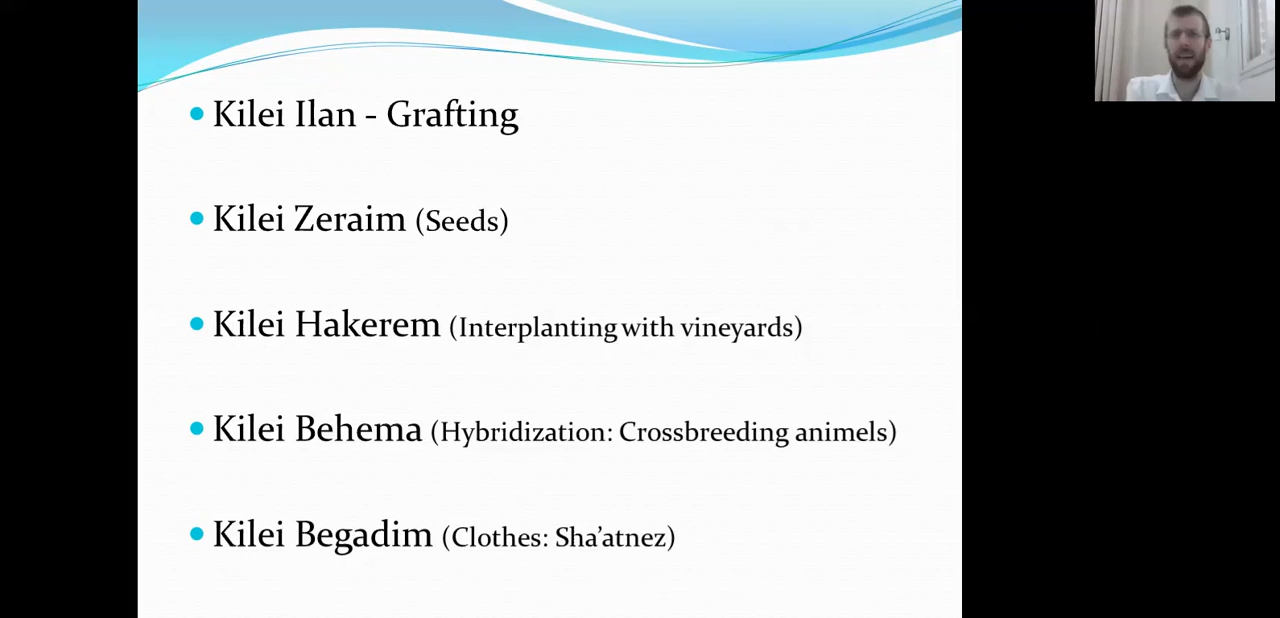 Kilei Ilan - Grafting
Kilei Zeraim (Seeds)
Kilei Hakerem (Interplanting with vineyards)
Kilei Behema (Hybridization: Crossbreeding animels)
Kilei Begadim (Clothes: Sha’atnez)